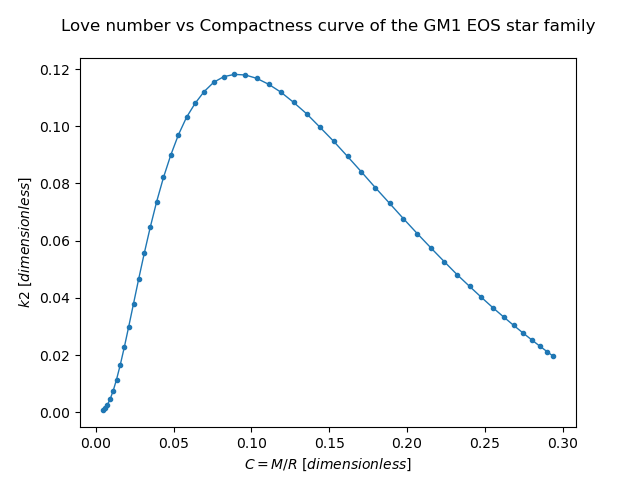 Love number vs Compactness curve of the GM1 EOS star family
0.12
0.10
0.08
0.06
0.04
0.02
0.00
k2 [dimensionless]
0.00 0.05 0.10 0.15 0.20 0.25 0.30
C = M/R [dimensionless]